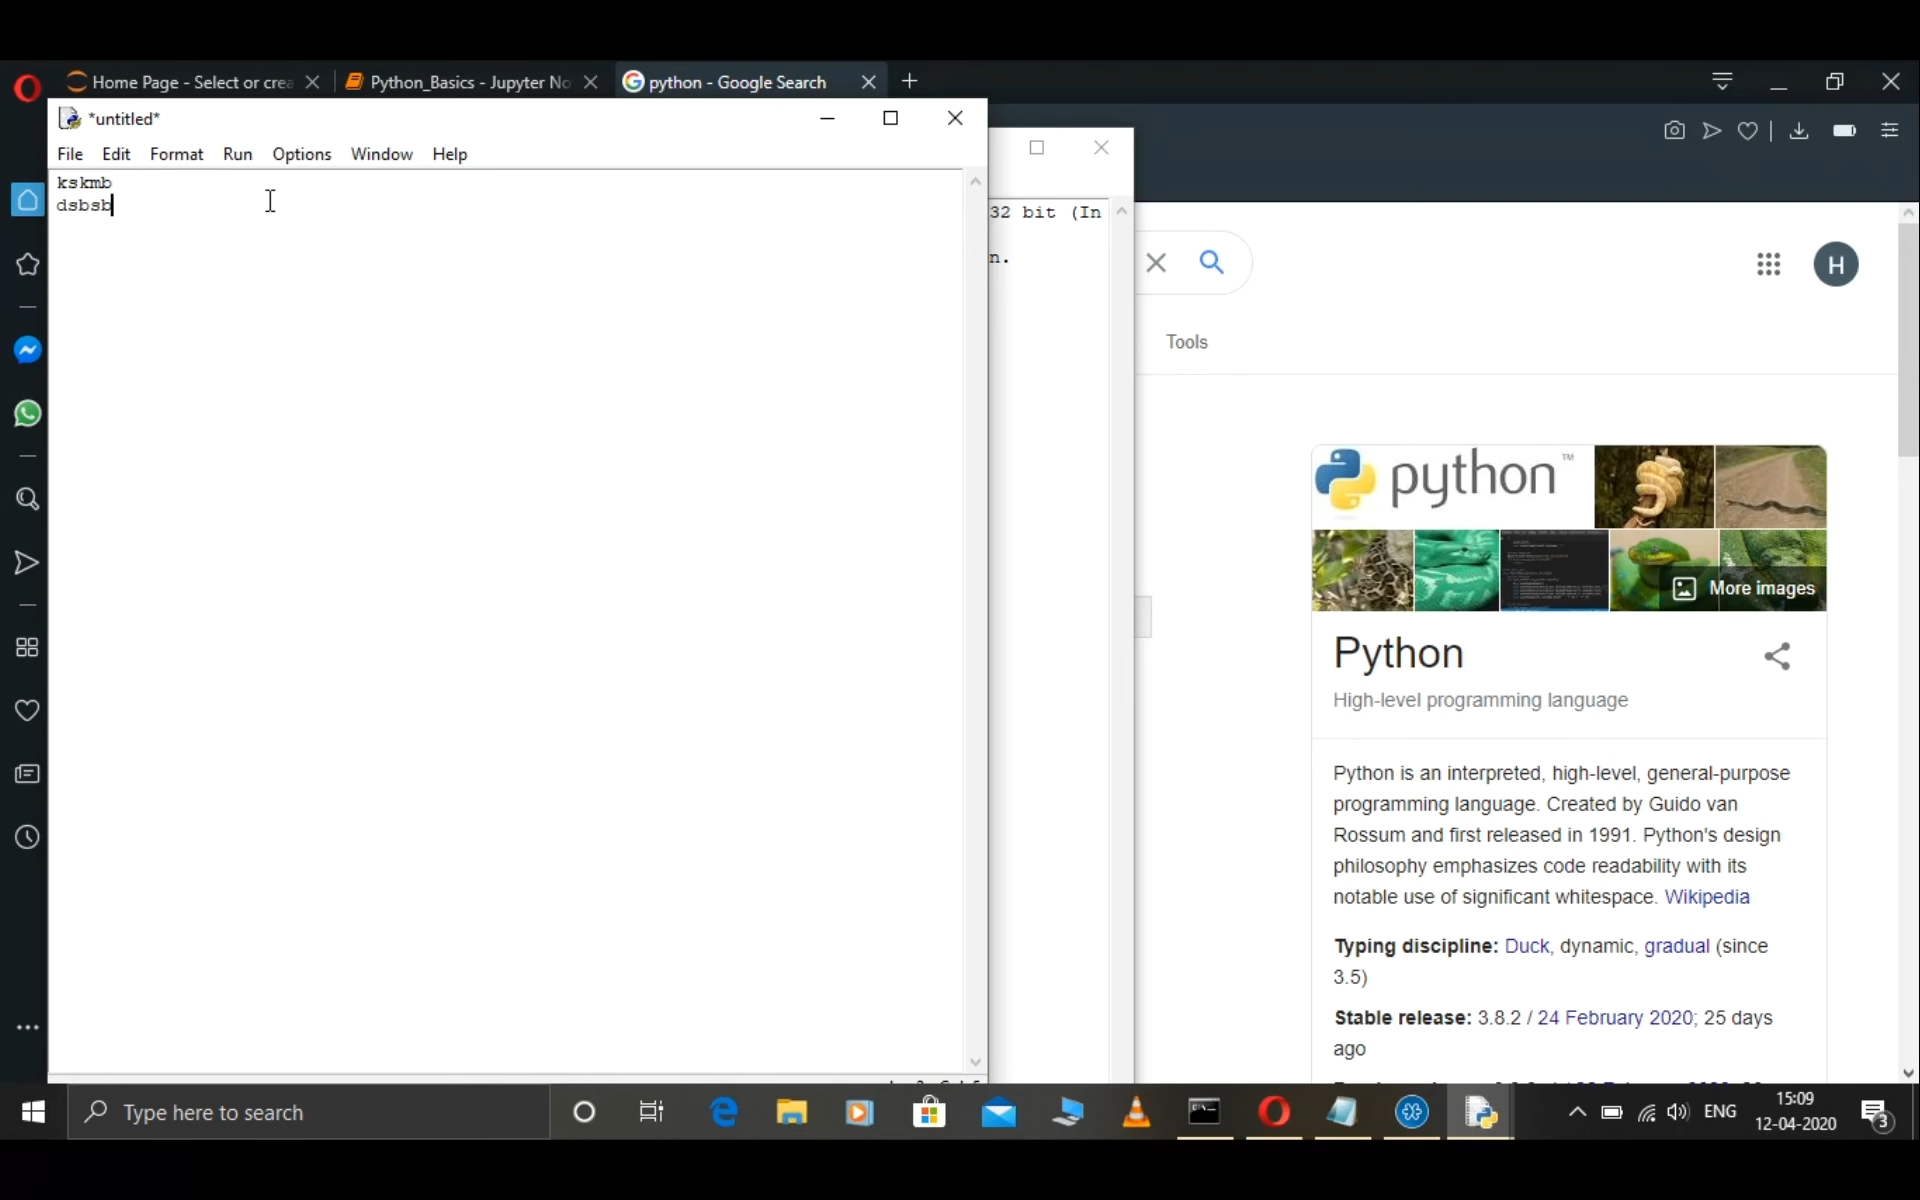 Home Page - Select or crea
Python_Basics - Jupyter No
python - Google Search
*untitled*
File Edit Format Run Options Window Help
kskmb
dsbsb
32 bit (In
n.
H
Tools
python™
More images
Python
High-level programming language
Python is an interpreted, high-level, general-purpose
programming language. Created by Guido van
Rossum and first released in 1991. Python's design
philosophy emphasizes code readability with its
notable use of significant whitespace. Wikipedia
Typing discipline: Duck, dynamic, gradual (since
3.5)
Stable release: 3.8.2 / 24 February 2020; 25 days
ago
Type here to search
ENG
15:09
12-04-2020
3